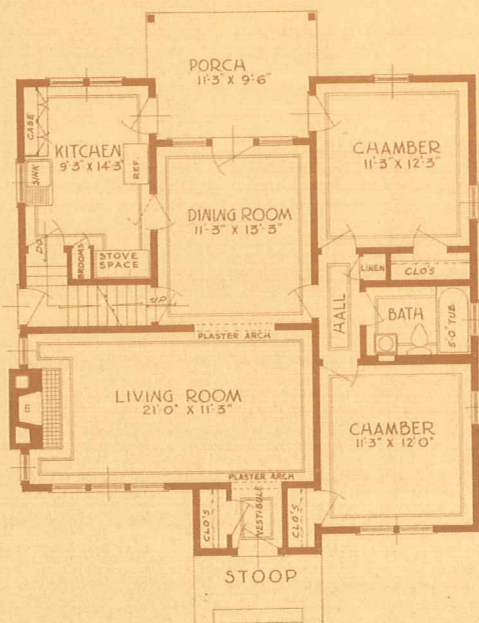 PORCH
11'-3" X 9'-6"
CASE
KITCHEN
9'-3" X 14'-3"
SINK
REF.
CHAMBER
11'-3" X 12'-3"
DINING ROOM
11'-3" X 13'-3"
DO.
BROOMS
STOVE
SPACE
LINEN
CLO'S
UP
HALL
BATH
5'-0" TUB
PLASTER ARCH
LIVING ROOM
21'-0" X 11'-3"
CHAMBER
11'-3" X 12'-0"
PLASTER ARCH
CLO'S
VESTIBULE
CLO'S
STOOP